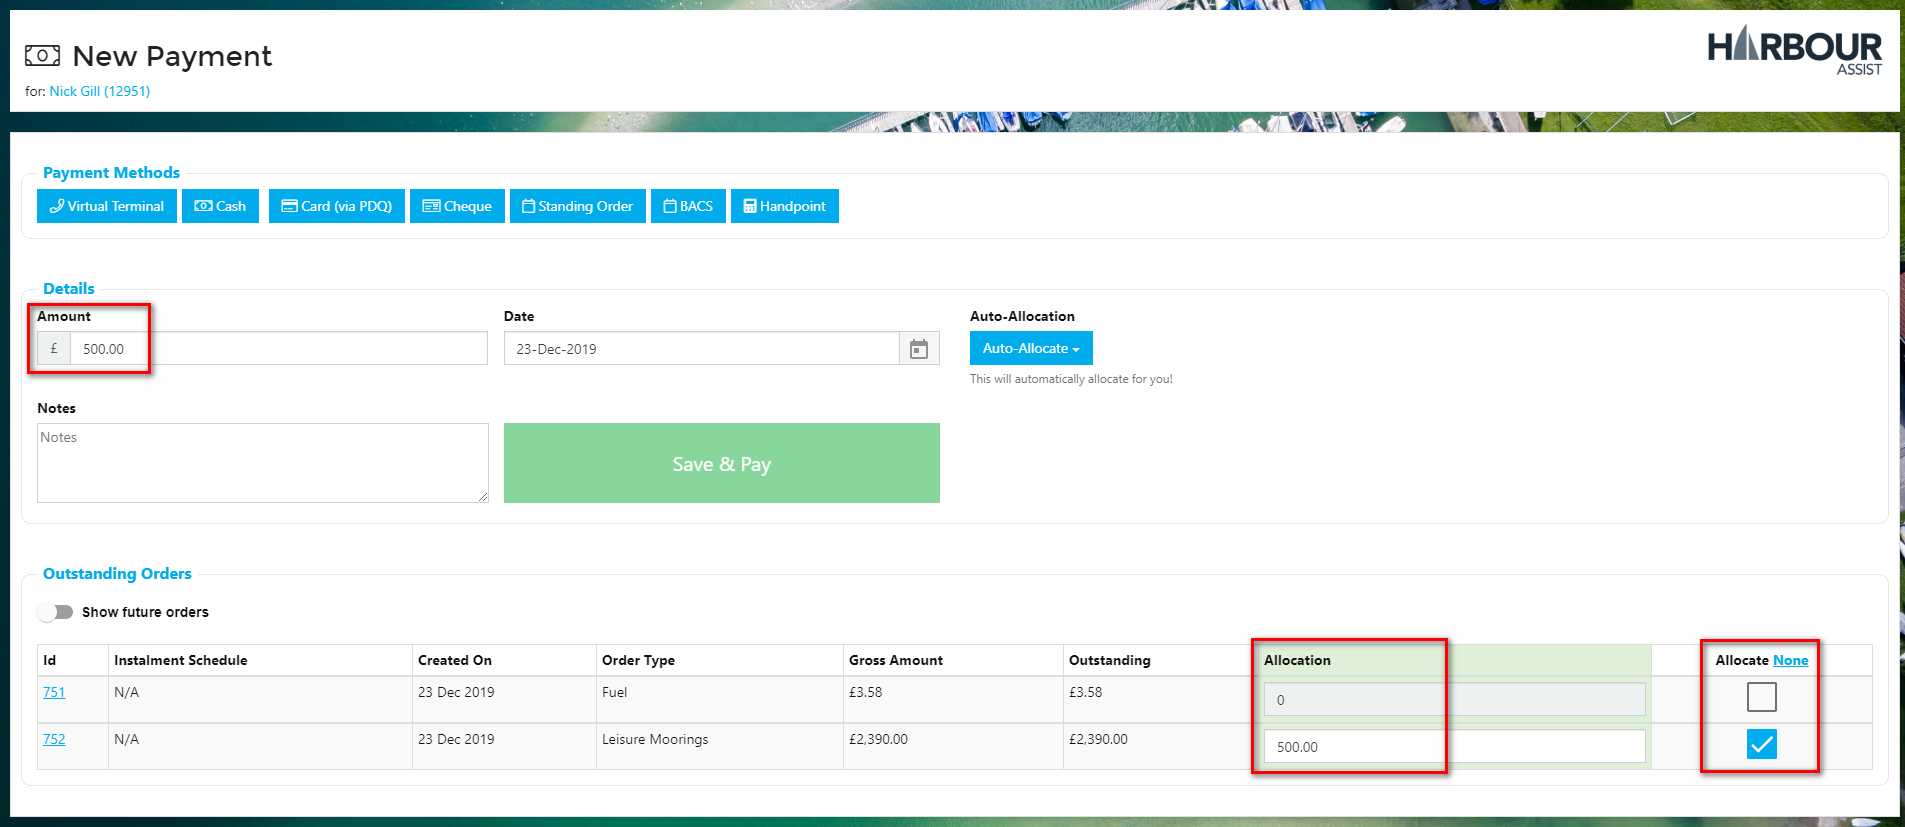 New Payment
for: Nick Gill (12951)
HARBOUR
ASSIST
Payment Methods
Virtual Terminal Cash Card (via PDQ) Cheque Standing Order BACS Handpoint
Details
Amount Date Auto-Allocation
£ 500.00 23-Dec-2019 Auto-Allocate
This will automatically allocate for you!
Notes
Notes
Save & Pay
Outstanding Orders
Show future orders
Id Instalment Schedule Created On Order Type Gross Amount Outstanding Allocation Allocate None
751 N/A 23 Dec 2019 Fuel £3.58 £3.58 0
752 N/A 23 Dec 2019 Leisure Moorings £2,390.00 £2,390.00 500.00